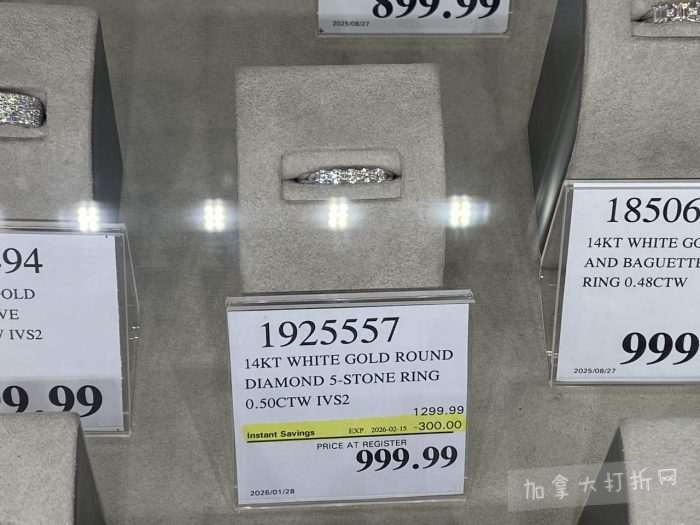 899.99
2025/08/27
494
OLD
VE
W IVS2
99.99
1925557
14KT WHITE GOLD ROUND
DIAMOND 5-STONE RING
0.50CTW IVS2
1299.99
Instant Savings EXP. 2026-02-15 -300.00
PRICE AT REGISTER
999.99
2026/01/28
18506
14KT WHITE GO
AND BAGUETTE
RING 0.48CTW
999
2025/08/27
加拿大打折网